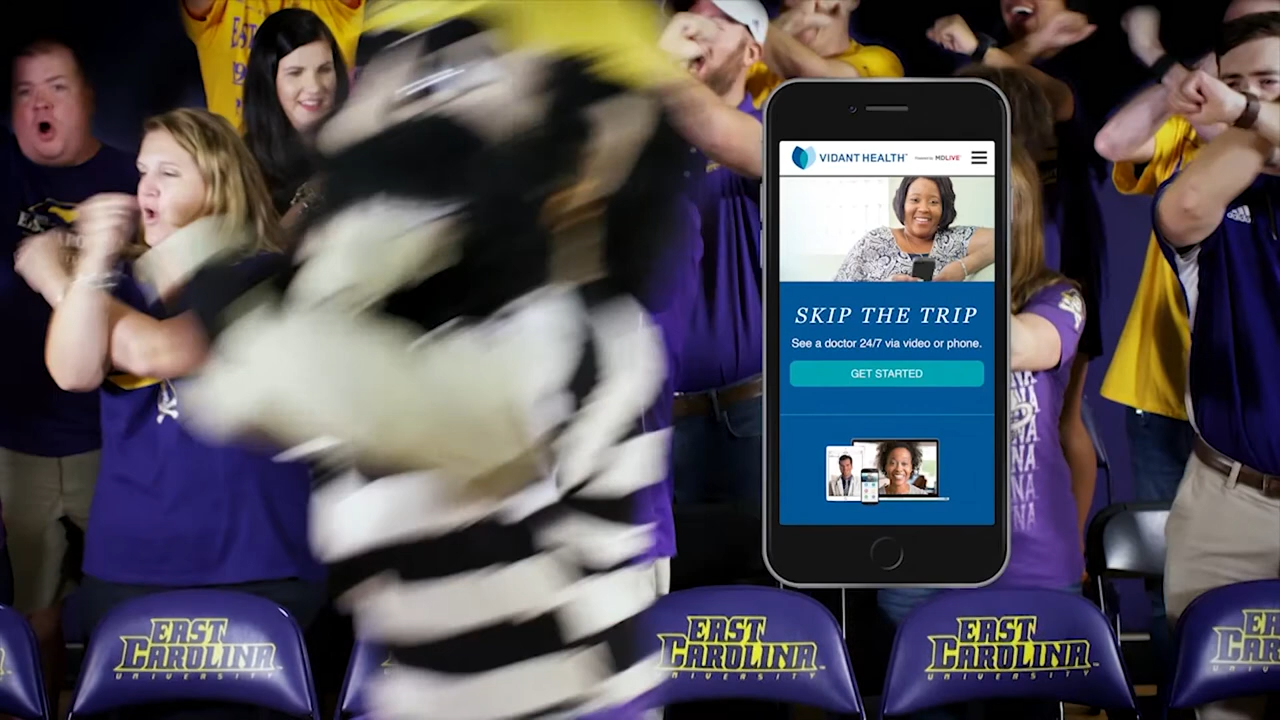 VIDANT HEALTH
Powered by MDLIVE
SKIP THE TRIP
See a doctor 24/7 via video or phone.
GET STARTED
EAST CAROLINA
UNIVERSITY
EAST CAROLINA
UNIVERSITY
EAST CAROLINA
UNIVERSITY